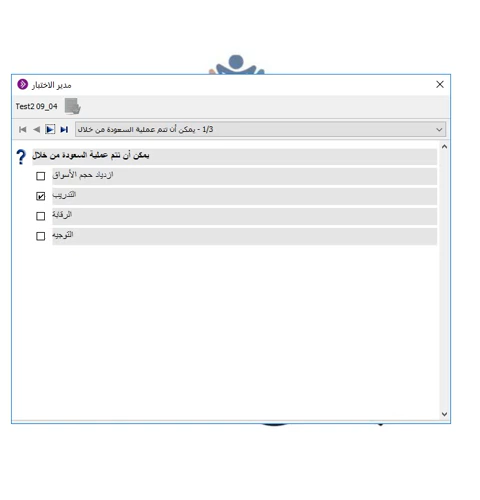 مدير الاختبار
Test2 09_04
1/3 - يمكن أن تتم عملية السعودة من خلال
يمكن أن تتم عملية السعودة من خلال
ازدياد حجم الأسواق
التدريب
الرقابة
التوجيه